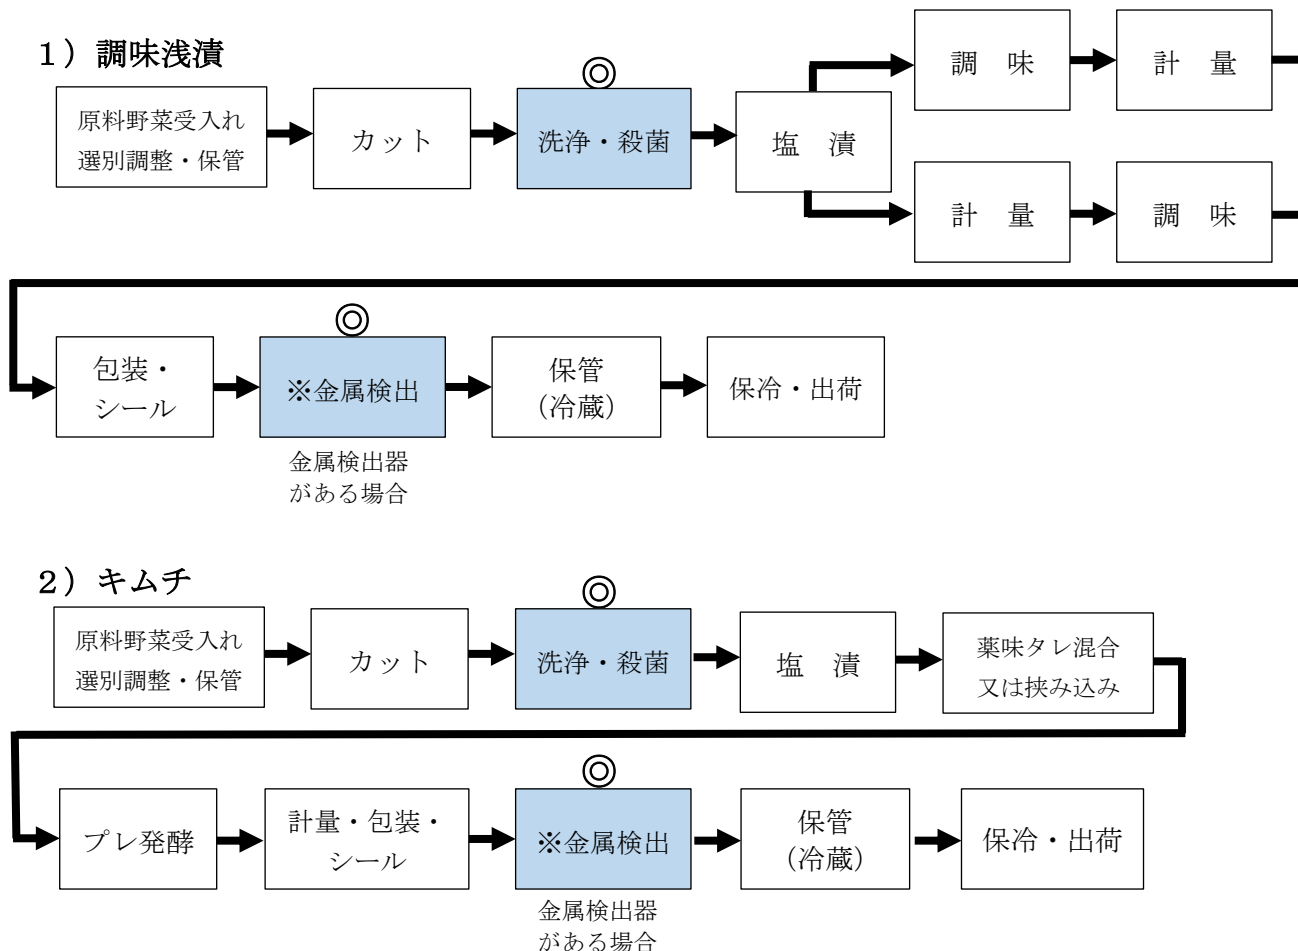 １）調味浅漬
原料野菜受入れ
選別調整・保管
カット
◎
洗浄・殺菌
塩　漬
調　味
計　量
計　量
調　味
包装・
シール
◎
※金属検出
金属検出器
がある場合
保管
（冷蔵）
保冷・出荷
２）キムチ
原料野菜受入れ
選別調整・保管
カット
◎
洗浄・殺菌
塩　漬
薬味タレ混合
又は挟み込み
プレ発酵
計量・包装・
シール
◎
※金属検出
金属検出器
がある場合
保管
（冷蔵）
保冷・出荷